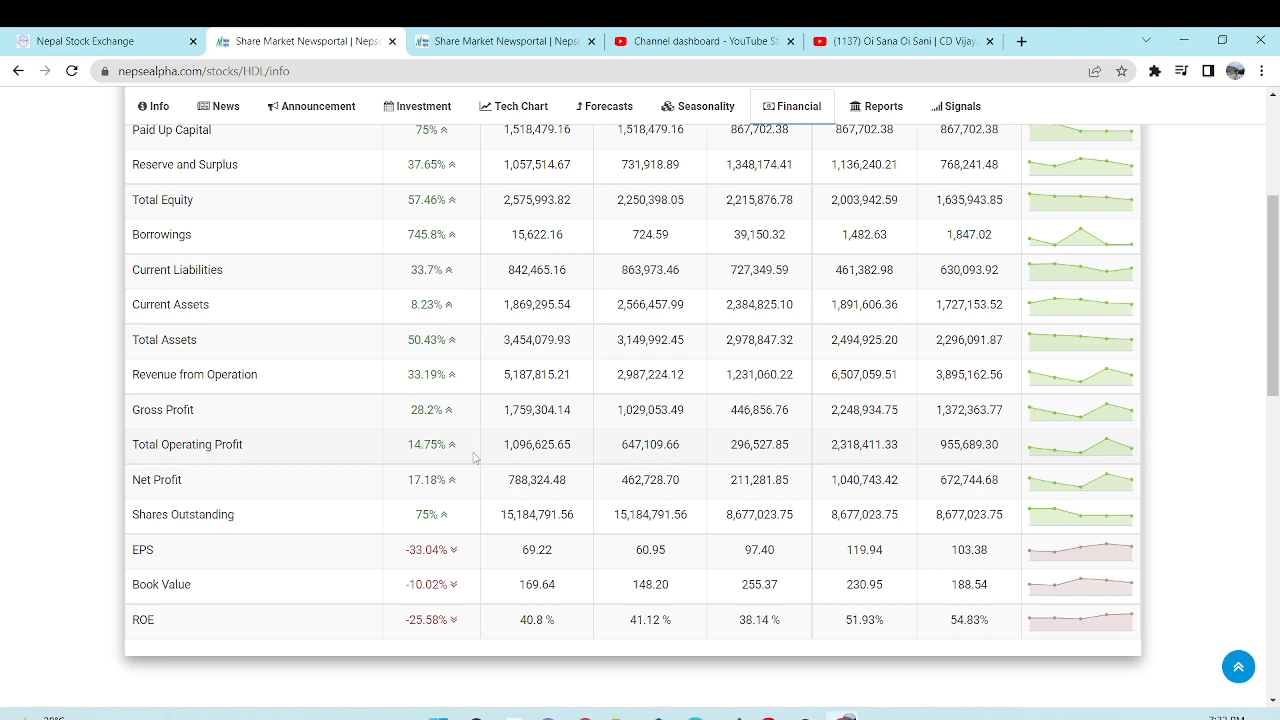 Nepal Stock Exchange
Share Market Newsportal | Nepse
Share Market Newsportal | Neps
Channel dashboard - YouTube St
(1137) Oi Sana Oi Sani | CD Vijay
nepsealpha.com/stocks/HDL/info
Info News Announcement Investment Tech Chart Forecasts Seasonality Financial Reports Signals
Paid Up Capital 75% 1,518,479.16 1,518,479.16 867,702.38 867,702.38 867,702.38
Reserve and Surplus 37.65% 1,057,514.67 731,918.89 1,348,174.41 1,136,240.21 768,241.48
Total Equity 57.46% 2,575,993.82 2,250,398.05 2,215,876.78 2,003,942.59 1,635,943.85
Borrowings 745.8% 15,622.16 724.59 39,150.32 1,482.63 1,847.02
Current Liabilities 33.7% 842,465.16 863,973.46 727,349.59 461,382.98 630,093.92
Current Assets 8.23% 1,869,295.54 2,566,457.99 2,384,825.10 1,891,606.36 1,727,153.52
Total Assets 50.43% 3,454,079.93 3,149,992.45 2,978,847.32 2,494,925.20 2,296,091.87
Revenue from Operation 33.19% 5,187,815.21 2,987,224.12 1,231,060.22 6,507,059.51 3,895,162.56
Gross Profit 28.2% 1,759,304.14 1,029,053.49 446,856.76 2,248,934.75 1,372,363.77
Total Operating Profit 14.75% 1,096,625.65 647,109.66 296,527.85 2,318,411.33 955,689.30
Net Profit 17.18% 788,324.48 462,728.70 211,281.85 1,040,743.42 672,744.68
Shares Outstanding 75% 15,184,791.56 15,184,791.56 8,677,023.75 8,677,023.75 8,677,023.75
EPS -33.04% 69.22 60.95 97.40 119.94 103.38
Book Value -10.02% 169.64 148.20 255.37 230.95 188.54
ROE -25.58% 40.8 % 41.12 % 38.14 % 51.93% 54.83%